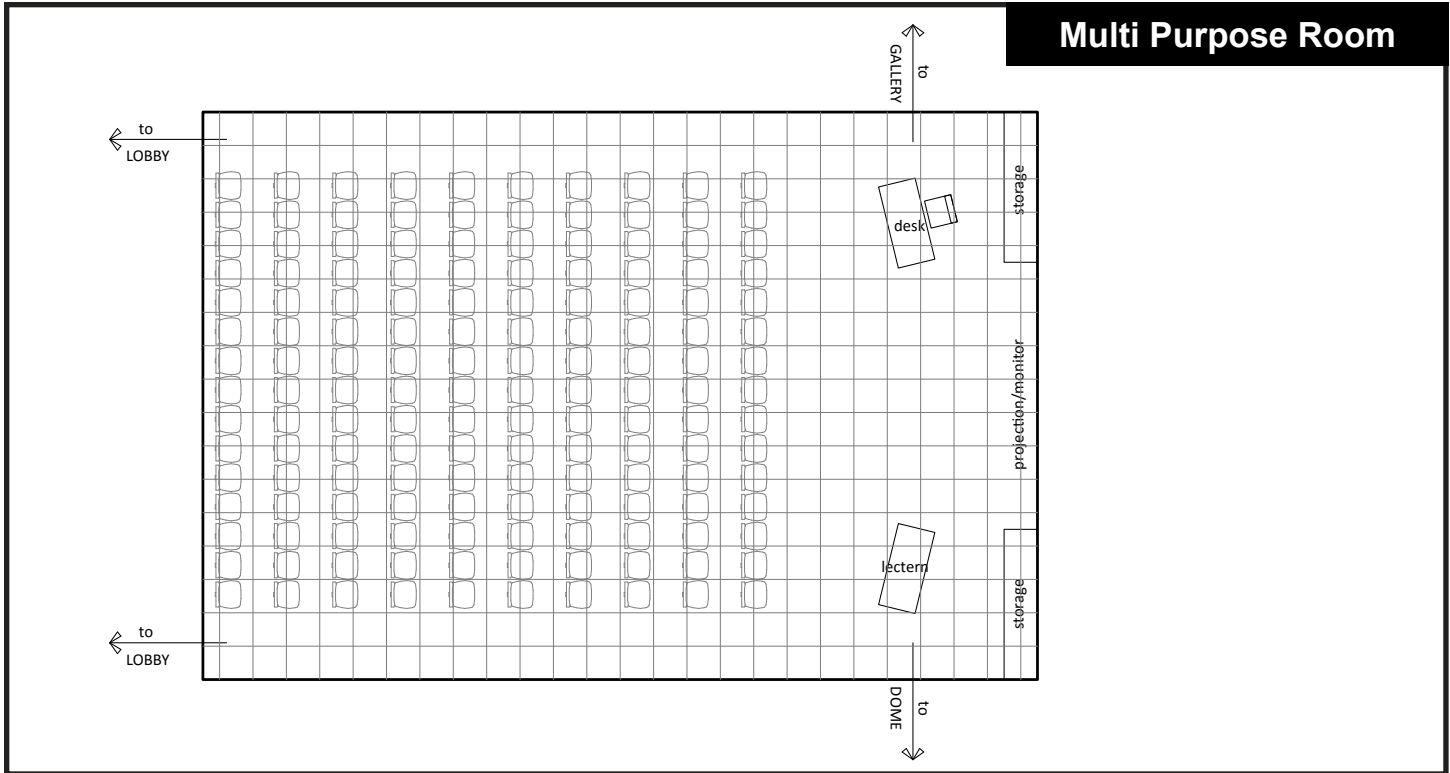 Multi Purpose Room
to
GALLERY
to
LOBBY
storage
desk
projection/monitor
lectern
storage
to
LOBBY
to
DOME